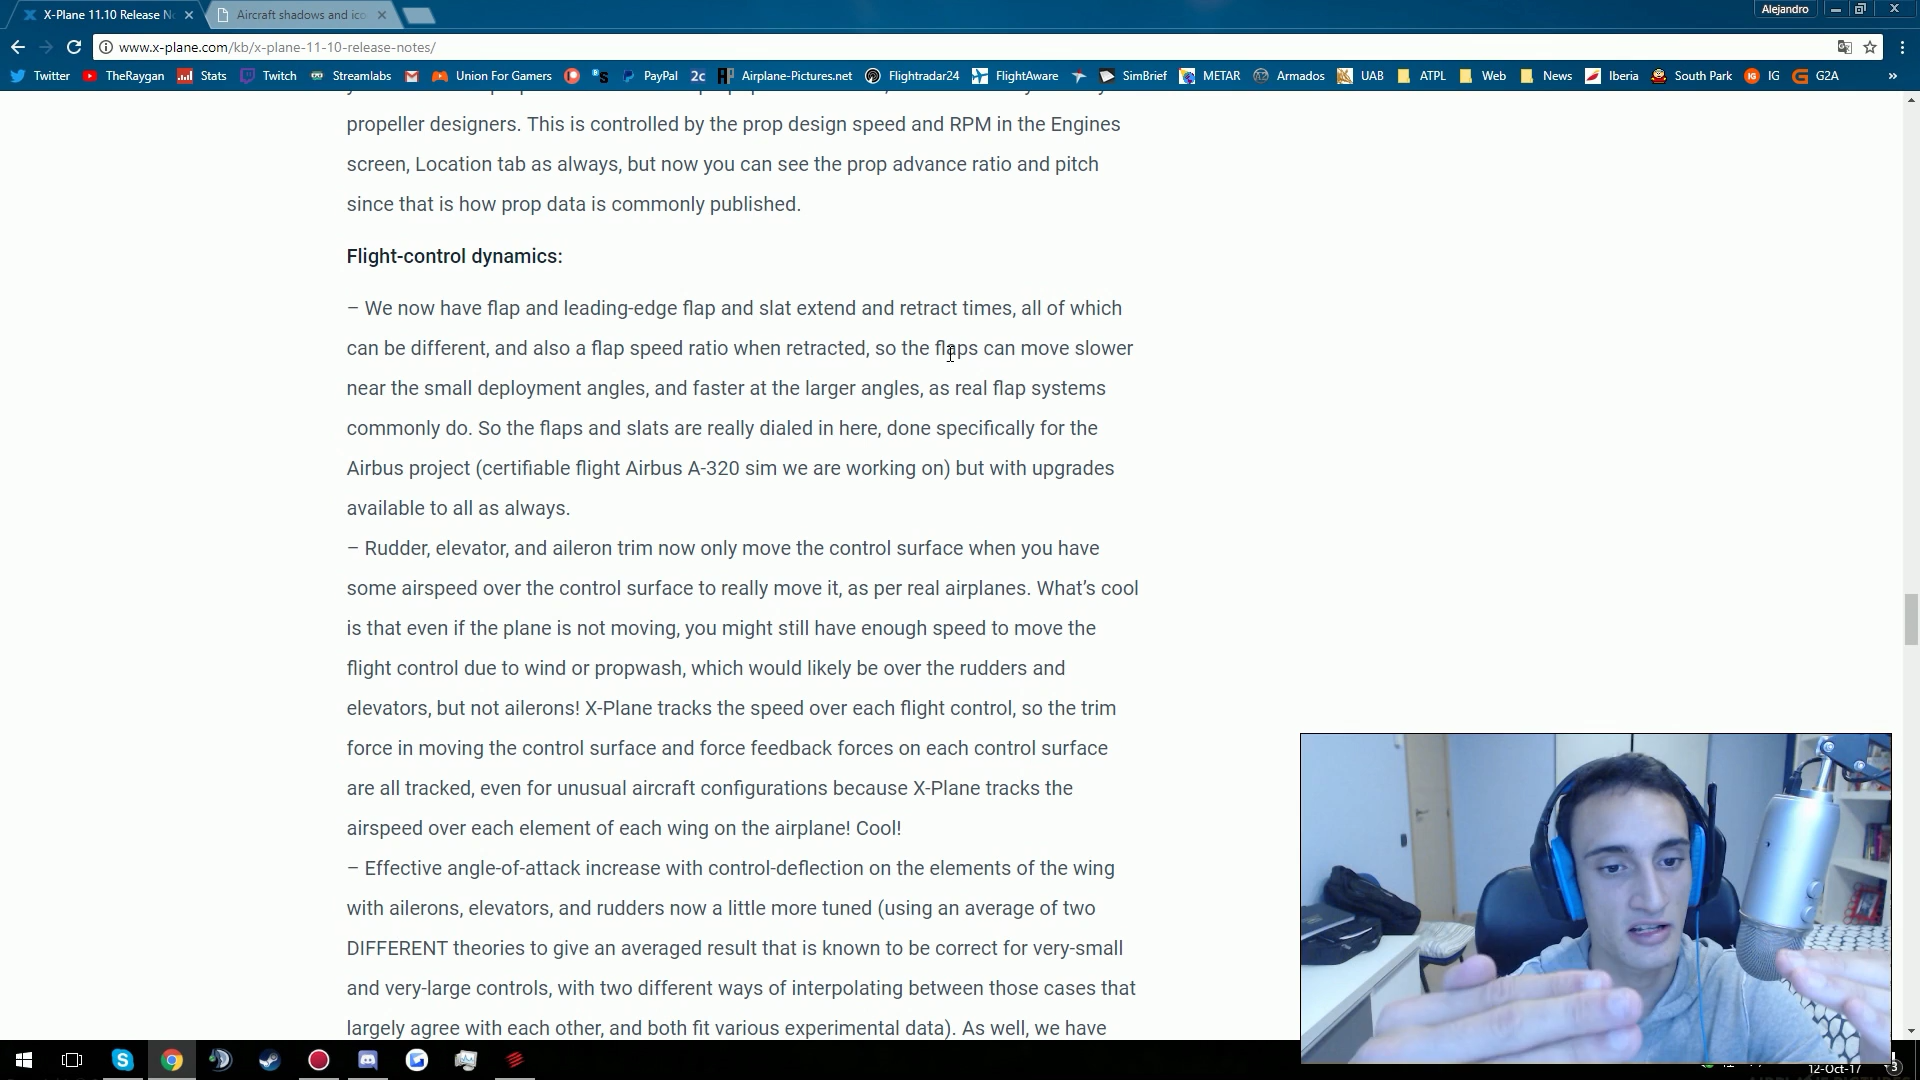 X-Plane 11.10 Release N
Aircraft shadows and ico
Alejandro
www.x-plane.com/kb/x-plane-11-10-release-notes/
Twitter TheRaygan Stats Twitch Streamlabs Union For Gamers PayPal 2c Airplane-Pictures.net Flightradar24 FlightAware SimBrief METAR Armados UAB ATPL Web News Iberia South Park IG G2A »
propeller designers. This is controlled by the prop design speed and RPM in the Engines
screen, Location tab as always, but now you can see the prop advance ratio and pitch
since that is how prop data is commonly published.
Flight-control dynamics:
– We now have flap and leading-edge flap and slat extend and retract times, all of which
can be different, and also a flap speed ratio when retracted, so the flaps can move slower
near the small deployment angles, and faster at the larger angles, as real flap systems
commonly do. So the flaps and slats are really dialed in here, done specifically for the
Airbus project (certifiable flight Airbus A-320 sim we are working on) but with upgrades
available to all as always.
– Rudder, elevator, and aileron trim now only move the control surface when you have
some airspeed over the control surface to really move it, as per real airplanes. What’s cool
is that even if the plane is not moving, you might still have enough speed to move the
flight control due to wind or propwash, which would likely be over the rudders and
elevators, but not ailerons! X-Plane tracks the speed over each flight control, so the trim
force in moving the control surface and force feedback forces on each control surface
are all tracked, even for unusual aircraft configurations because X-Plane tracks the
airspeed over each element of each wing on the airplane! Cool!
– Effective angle-of-attack increase with control-deflection on the elements of the wing
with ailerons, elevators, and rudders now a little more tuned (using an average of two
DIFFERENT theories to give an averaged result that is known to be correct for very-small
and very-large controls, with two different ways of interpolating between those cases that
largely agree with each other, and both fit various experimental data). As well, we have
12-Oct-17